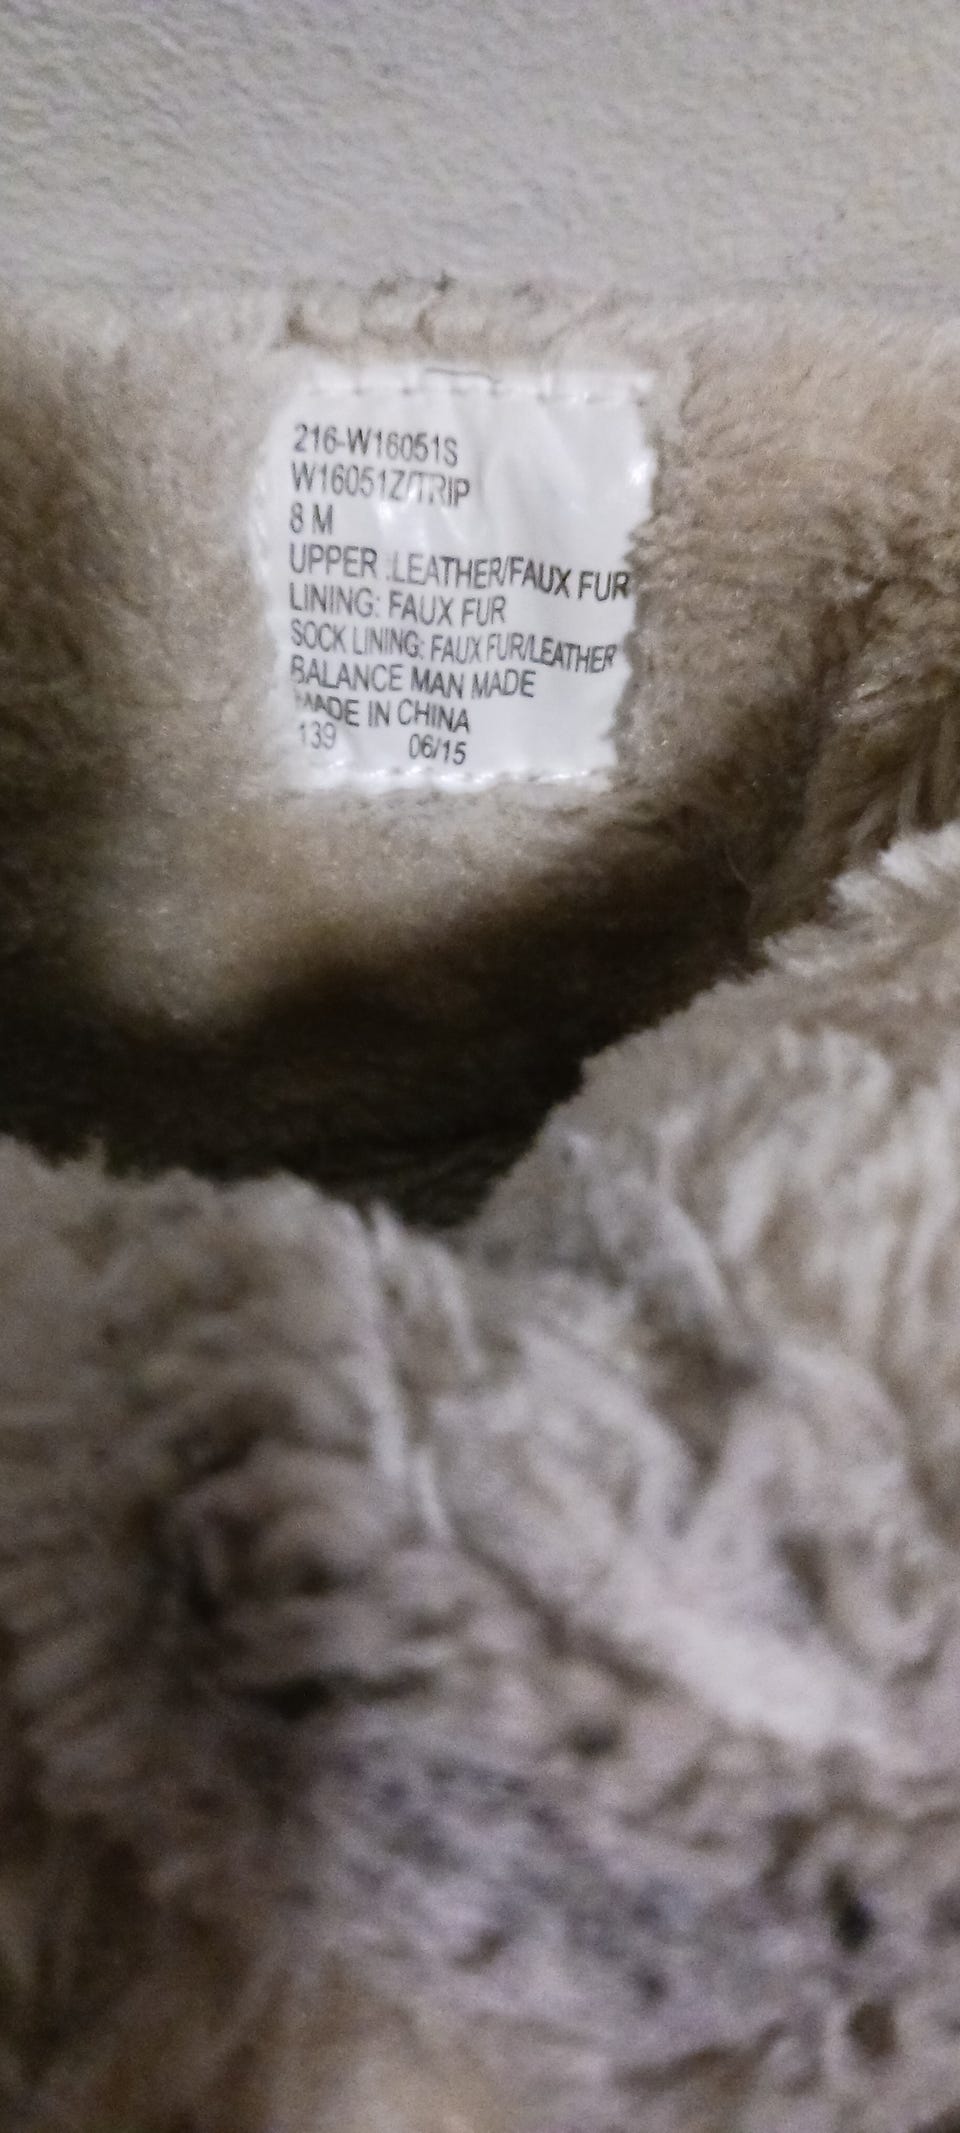 216-W16051S
W16051Z/TRIP
8 M
UPPER :LEATHER/FAUX FUR
LINING: FAUX FUR
SOCK LINING: FAUX FUR/LEATHER
BALANCE MAN MADE
MADE IN CHINA
139 06/15